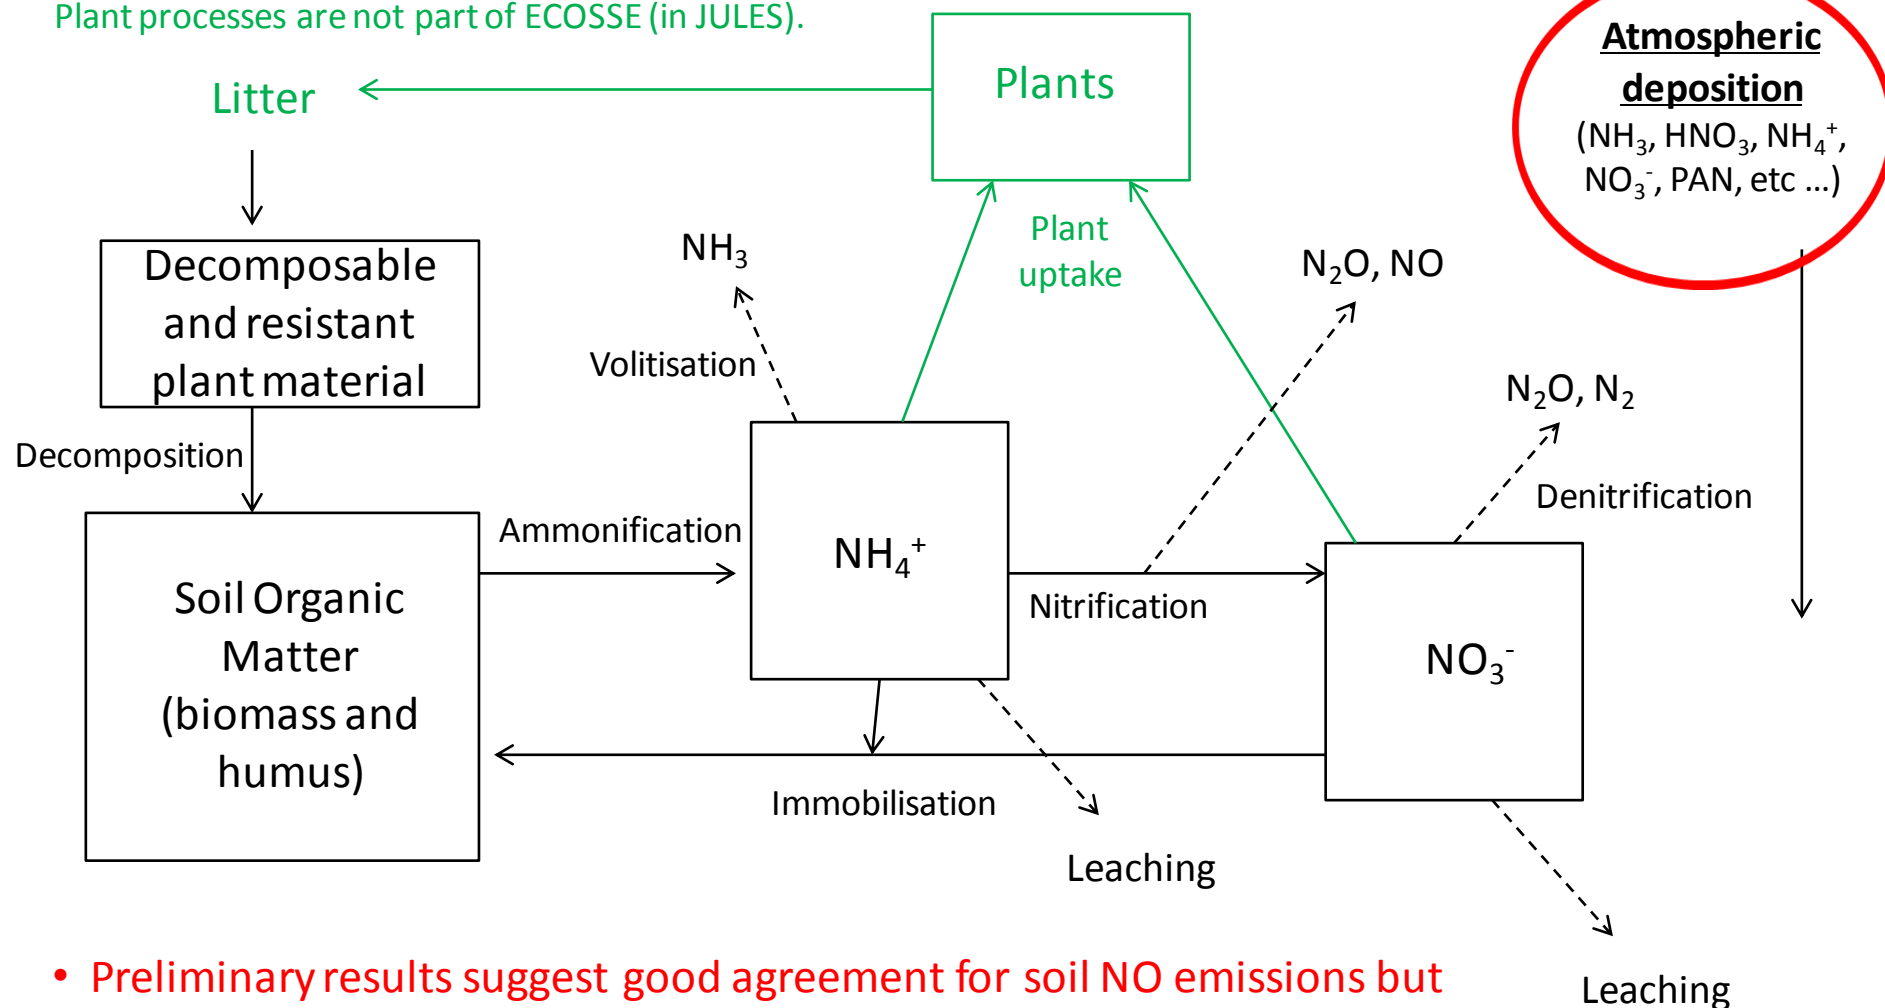 Plant processes are not part of ECOSSE (in JULES).
Litter
Plants
Atmospheric
deposition
(NH₃, HNO₃, NH₄⁺,
NO₃⁻, PAN, etc ...)
Plant
uptake
NH₃
N₂O, NO
Decomposable
and resistant
plant material
Volitisation
N₂O, N₂
Decomposition
Denitrification
Ammonification
NH₄⁺
Nitrification
Soil Organic
Matter
(biomass and
humus)
NO₃⁻
Immobilisation
Leaching
• Preliminary results suggest good agreement for soil NO emissions but
Leaching